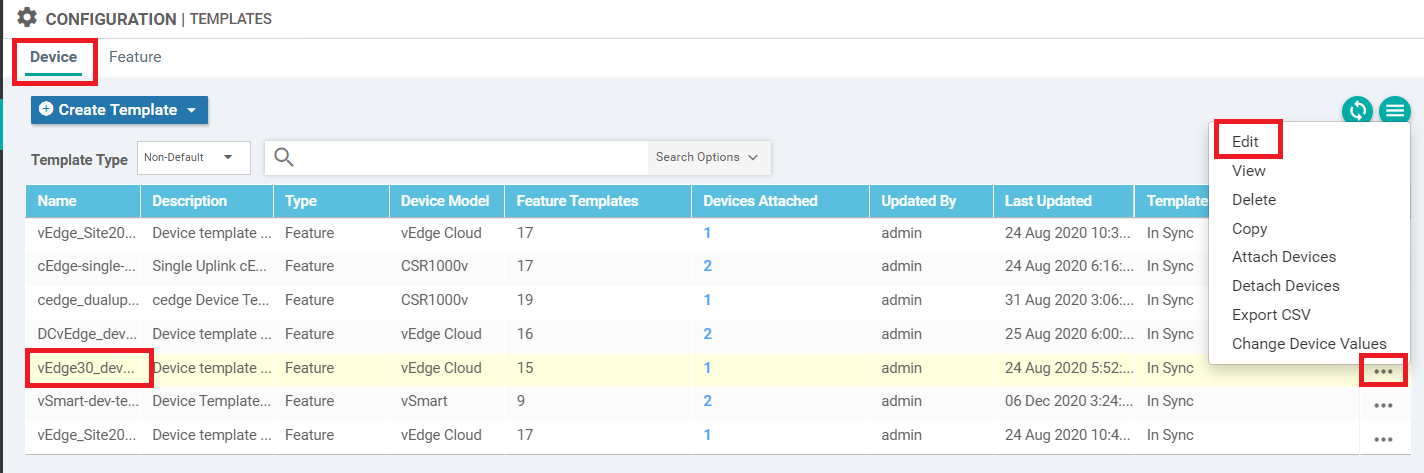 CONFIGURATION | TEMPLATES
Device Feature
Create Template
Template Type Non-Default Search Options
Name Description Type Device Model Feature Templates Devices Attached Updated By Last Updated Template
vEdge_Site20... Device template ... Feature vEdge Cloud 17 1 admin 24 Aug 2020 10:3... In Sync
cEdge-single-... Single Uplink cE... Feature CSR1000v 17 2 admin 24 Aug 2020 6:16:... In Sync
cedge_dualup... cedge Device Te... Feature CSR1000v 19 1 admin 31 Aug 2020 3:06:... In Sync
DCvEdge_dev... Device template ... Feature vEdge Cloud 16 2 admin 25 Aug 2020 6:00:... In Sync
vEdge30_dev... Device template ... Feature vEdge Cloud 15 1 admin 24 Aug 2020 5:52:... In Sync
vSmart-dev-te... Device Template... Feature vSmart 9 2 admin 06 Dec 2020 3:24:... In Sync
vEdge_Site20... Device template ... Feature vEdge Cloud 17 1 admin 24 Aug 2020 10:4... In Sync
Edit
View
Delete
Copy
Attach Devices
Detach Devices
Export CSV
Change Device Values